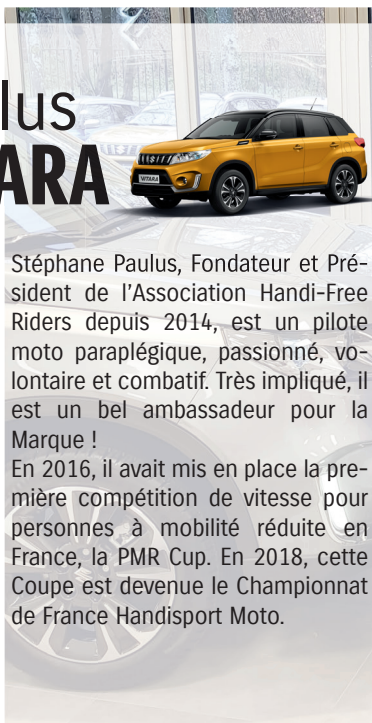 lus
ARA
VITARA
Stéphane Paulus, Fondateur et Pré-
sident de l'Association Handi-Free
Riders depuis 2014, est un pilote
moto paraplégique, passionné, vo-
lontaire et combatif. Très impliqué, il
est un bel ambassadeur pour la
Marque !
En 2016, il avait mis en place la pre-
mière compétition de vitesse pour
personnes à mobilité réduite en
France, la PMR Cup. En 2018, cette
Coupe est devenue le Championnat
de France Handisport Moto.